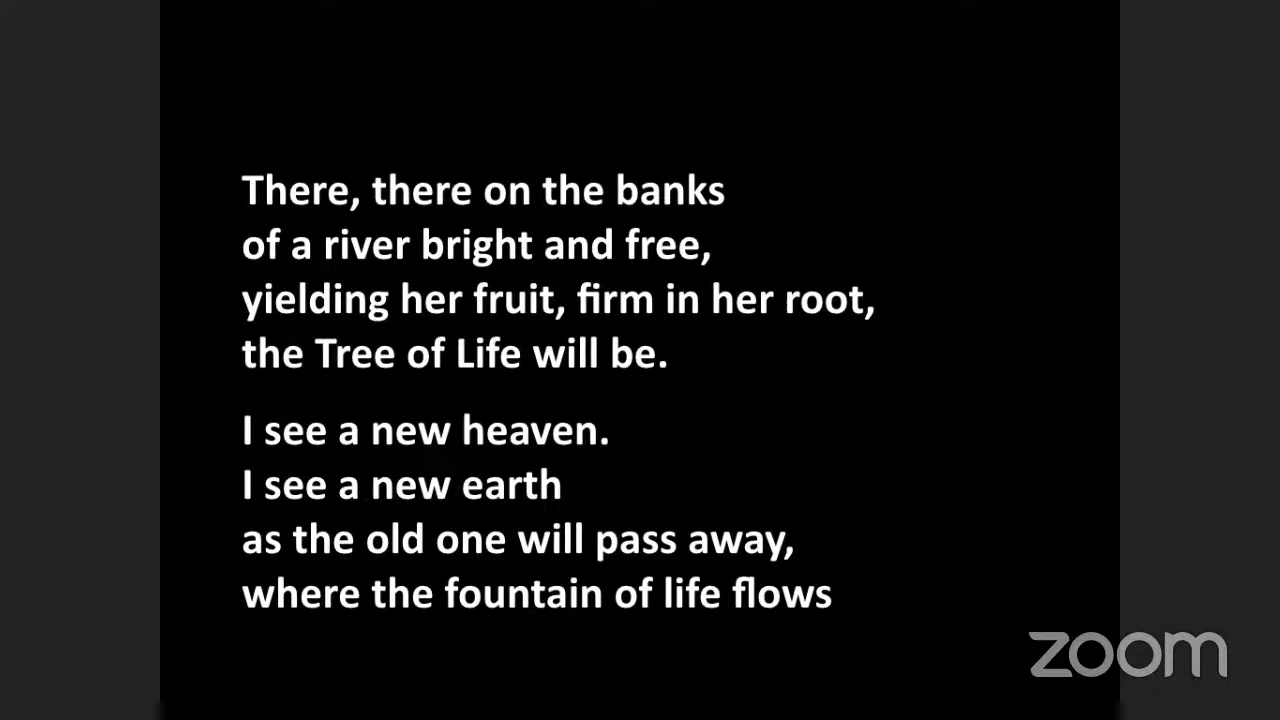 There, there on the banks
of a river bright and free,
yielding her fruit, firm in her root,
the Tree of Life will be.
I see a new heaven.
I see a new earth
as the old one will pass away,
where the fountain of life flows
zoom